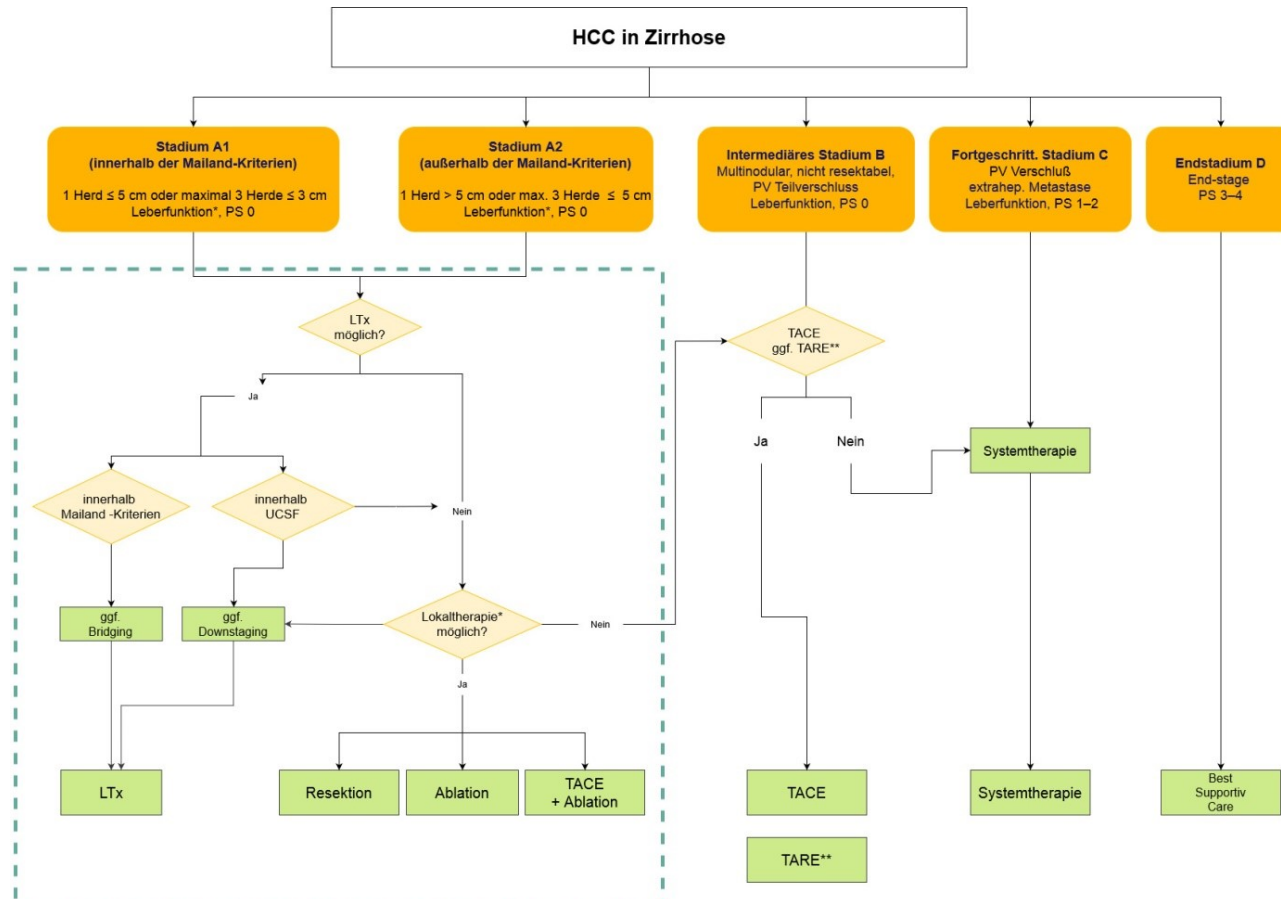 HCC in Zirrhose
Stadium A1
(innerhalb der Mailand-Kriterien)
1 Herd ≤ 5 cm oder maximal 3 Herde ≤ 3 cm
Leberfunktion*, PS 0
Stadium A2
(außerhalb der Mailand-Kriterien)
1 Herd > 5 cm oder max. 3 Herde ≤ 5 cm
Leberfunktion*, PS 0
Intermediäres Stadium B
Multinodular, nicht resektabel,
PV Teilverschluss
Leberfunktion, PS 0
Fortgeschritt. Stadium C
PV Verschluß
extrahep. Metastase
Leberfunktion, PS 1–2
Endstadium D
End-stage
PS 3–4
LTx
möglich?
TACE
ggf. TARE**
Ja
Ja
Nein
Systemtherapie
innerhalb
Mailand -Kriterien
innerhalb
UCSF
Nein
ggf.
Bridging
ggf.
Downstaging
Lokaltherapie*
möglich?
Nein
Ja
LTx
Resektion
Ablation
TACE
+ Ablation
TACE
Systemtherapie
Best
Supportiv
Care
TARE**